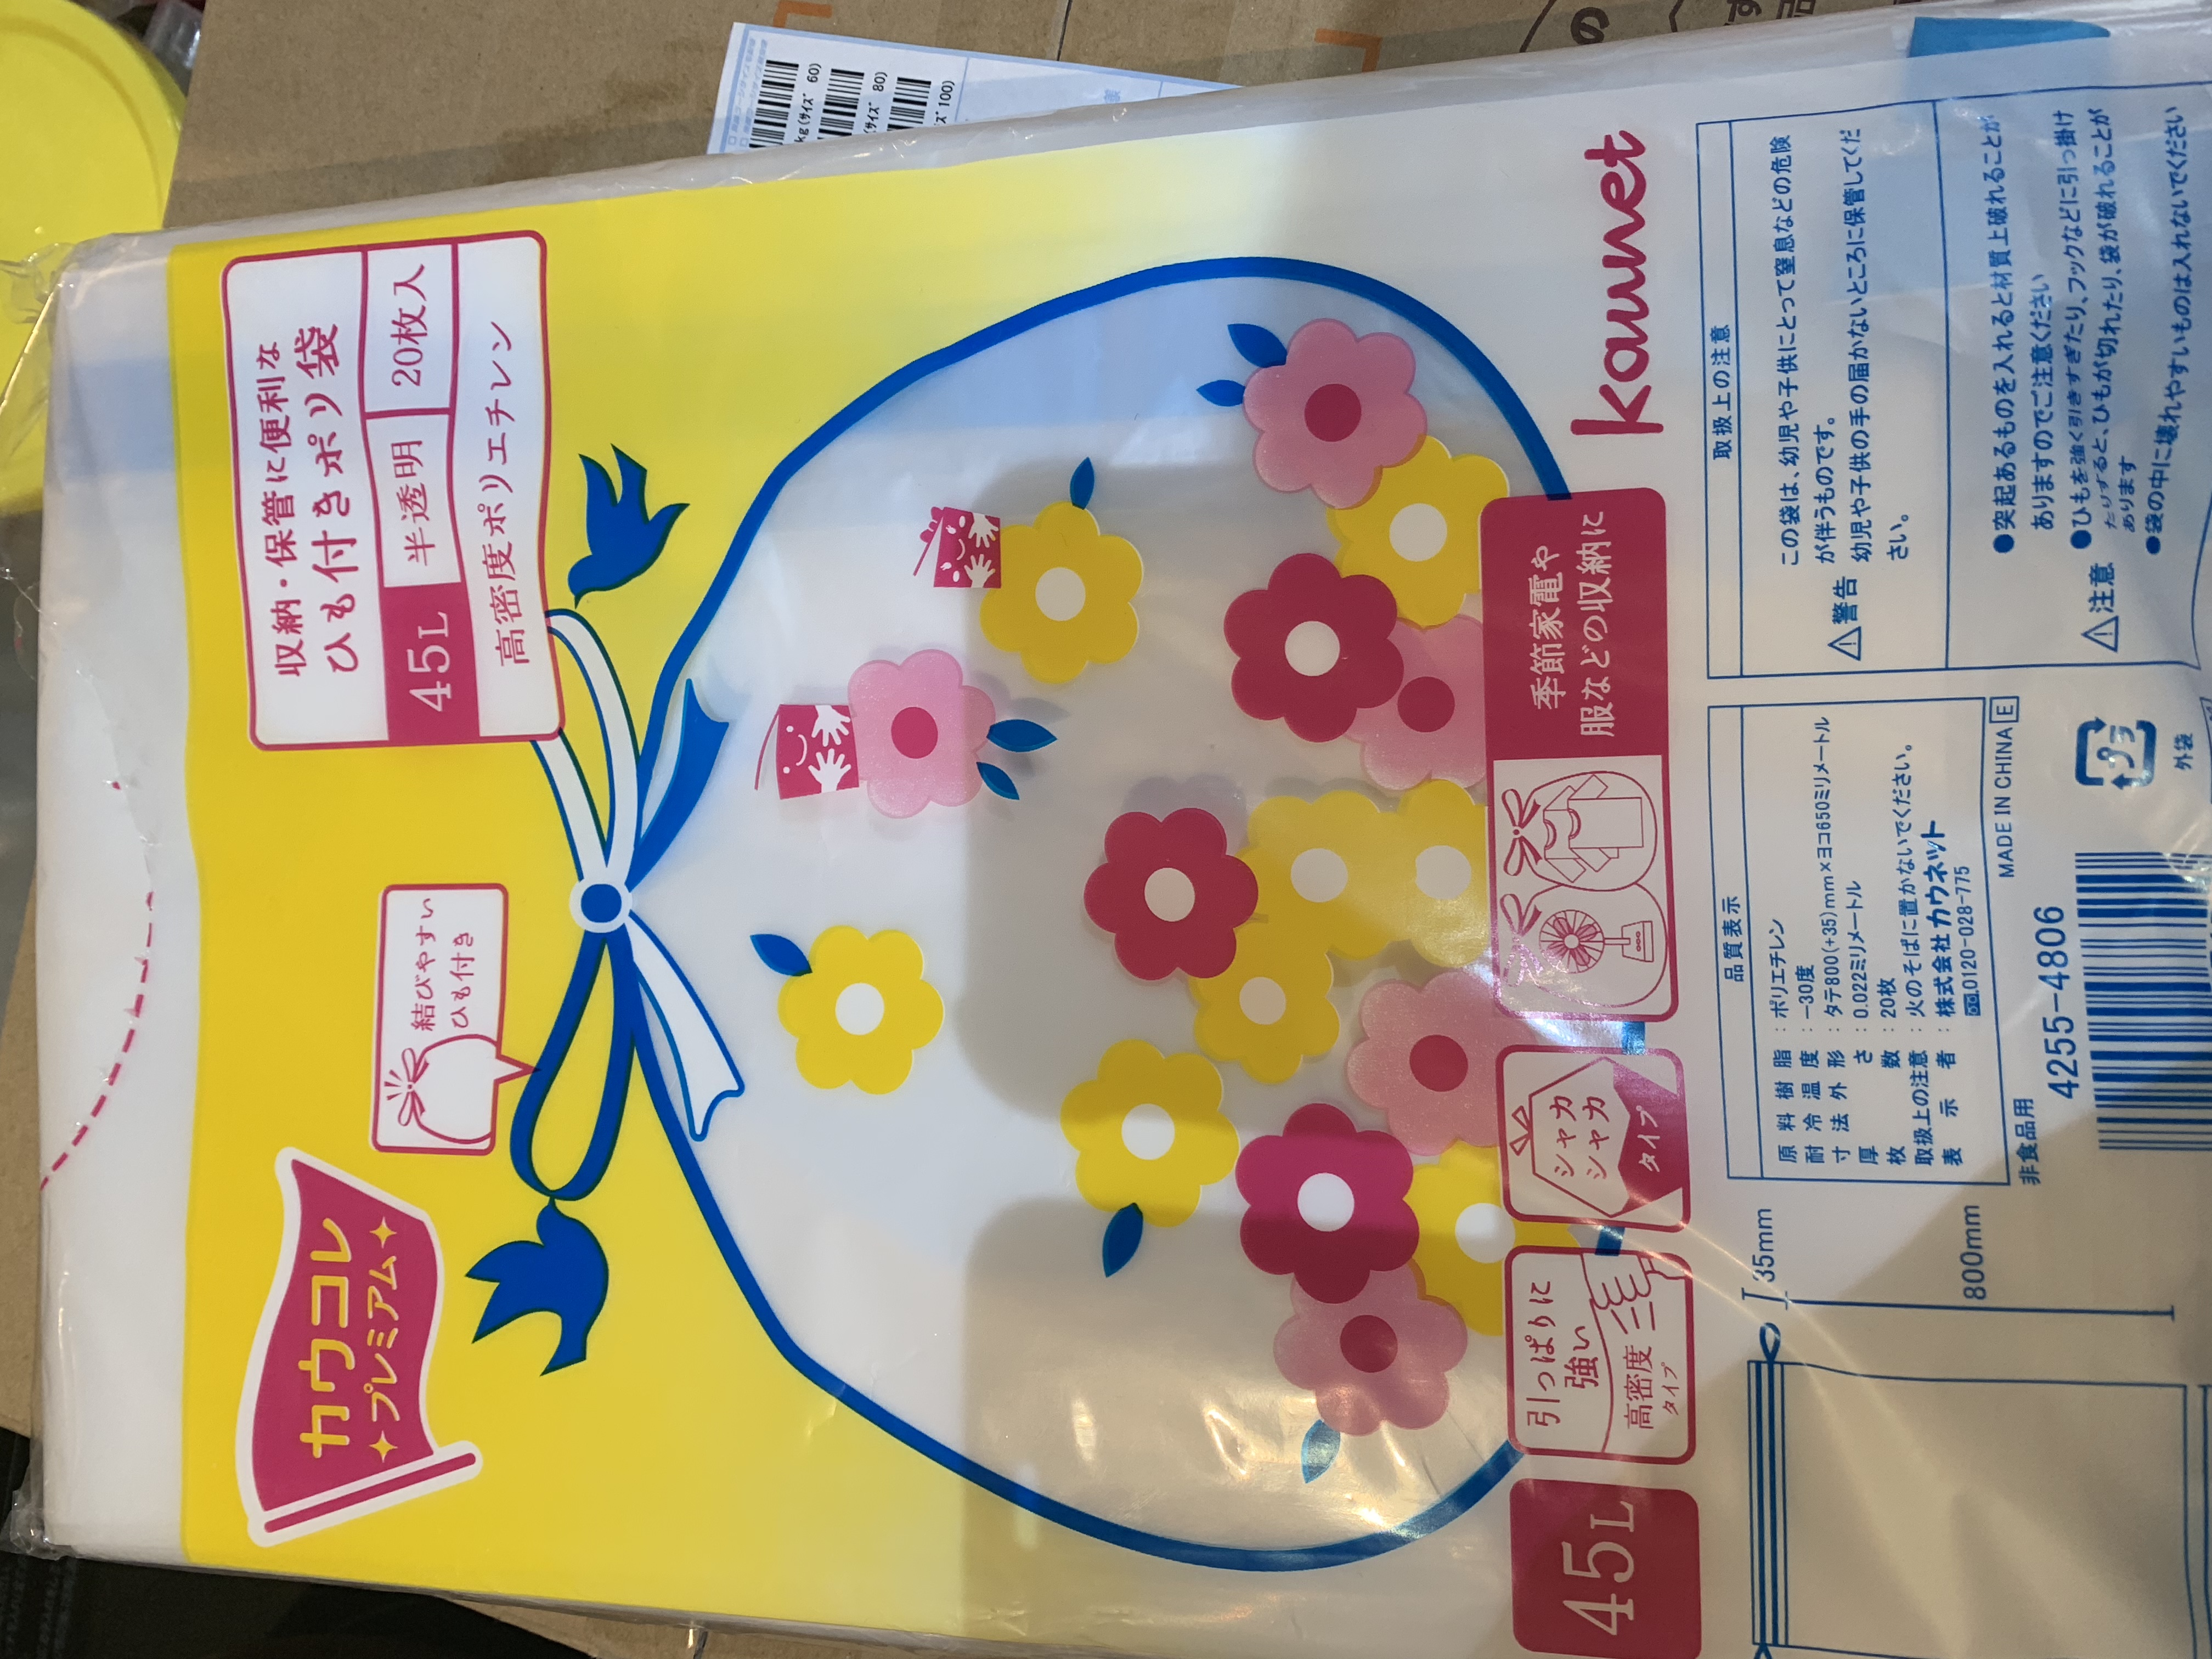 カウコレ
プレミアム
収納・保管に便利な
ひも付きポリ袋
45L 半透明 20枚入
高密度ポリエチレン
結びやすい
ひも付き
45L
引っぱりに
強い
高密度
タイプ
シャカ
シャカ
タイプ
季節家電や
服などの収納に
kaunet
35mm
800mm
品質表示
原料樹脂：ポリエチレン
耐冷温度：−30度
寸法外形：タテ800(+35)mm×ヨコ650ミリメートル
厚さ：0.022ミリメートル
枚数：20枚
取扱上の注意：火のそばに置かないでください。
表示者：株式会社カウネット
0120-028-775
非食品用
MADE IN CHINA E
4255-4806
プラ
外袋
取扱上の注意
この袋は、幼児や子供にとって窒息などの危険
が伴うものです。
⚠警告
幼児や子供の手の届かないところに保管してくだ
さい。
⚠注意
●突起あるものを入れると材質上破れることが
ありますのでご注意ください
●ひもを強く引きすぎたり、フックなどに引っ掛け
たりすると、ひもが切れたり、袋が破れることが
あります
●袋の中に壊れやすいものは入れないでください
kg(サイズ 60)
(サイズ 80)
ズ 100)